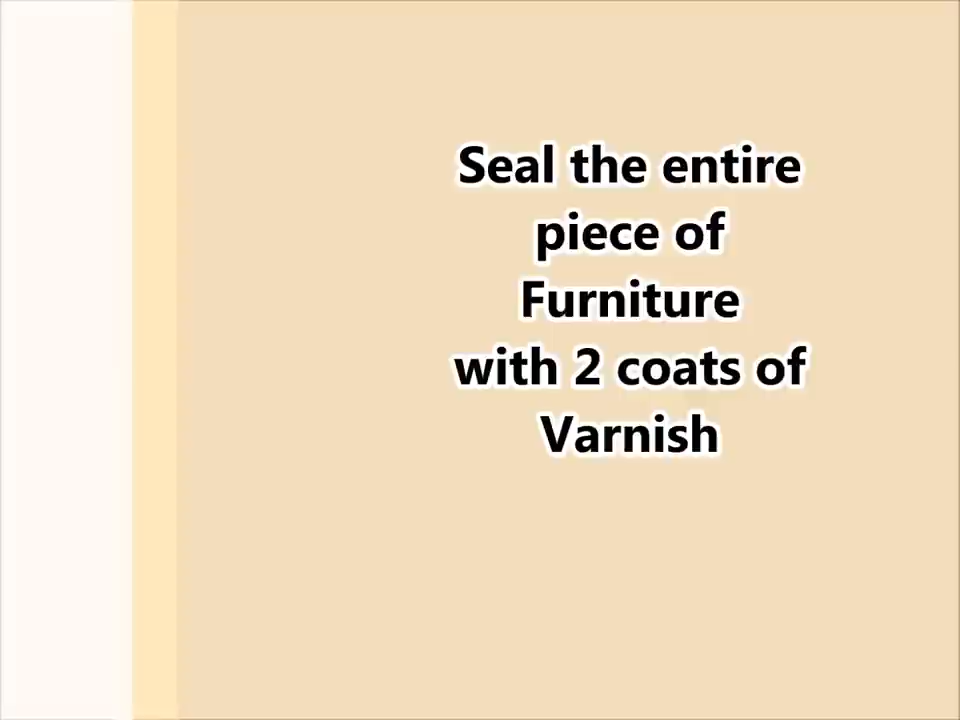 Seal the entire
piece of
Furniture
with 2 coats of
Varnish